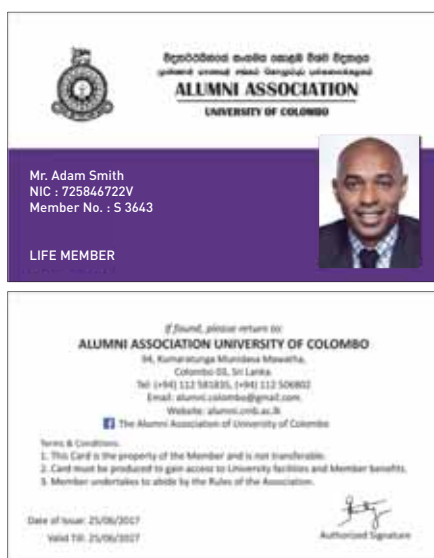 ALUMNI ASSOCIATION
UNIVERSITY OF COLOMBO
Mr. Adam Smith
NIC : 725846722V
Member No. : S 3643
LIFE MEMBER
If found, please return to:
ALUMNI ASSOCIATION UNIVERSITY OF COLOMBO
94, Kumaratunga Munidasa Mawatha,
Colombo 03, Sri Lanka
Tel: (+94) 112 581835, (+94) 112 506802
Email: alumni.colombo@gmail.com
Website: alumni.cmb.ac.lk
The Alumni Association of University of Colombo
Terms & Conditions:
1. This Card is the property of the Member and is not transferable.
2. Card must be produced to gain access to University facilities and Member benefits.
3. Member undertakes to abide by the Rules of the Association.
Date of Issue: 25/06/2017
Valid Till: 25/06/2017
Authorized Signature